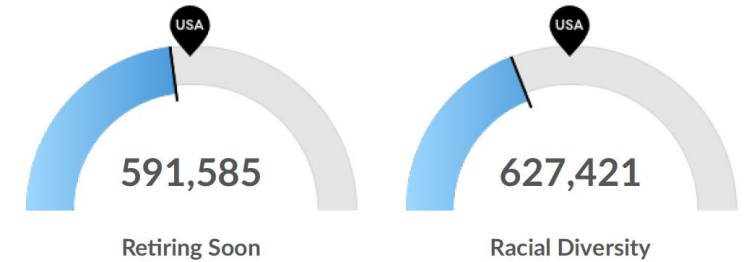 USA
USA
591,585
627,421
Retiring Soon
Racial Diversity